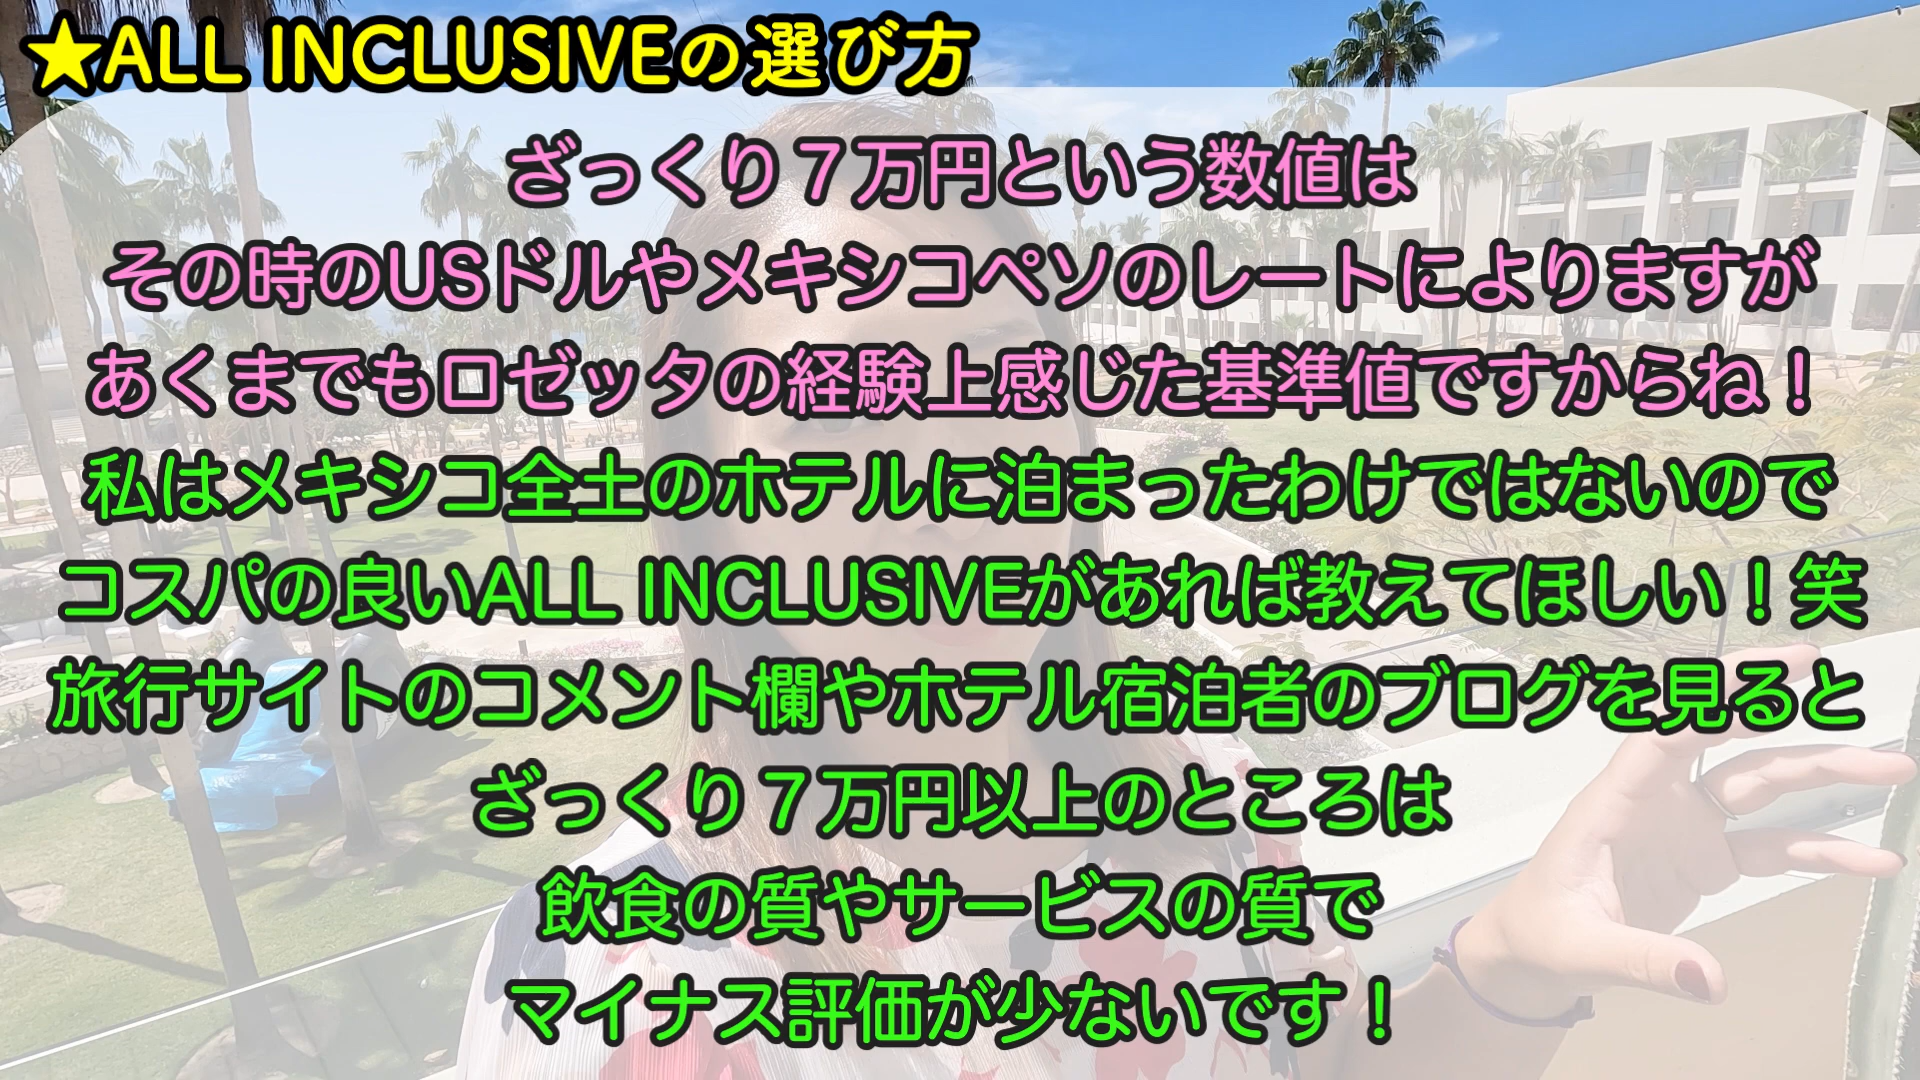 ★ALL INCLUSIVEの選び方
ざっくり７万円という数値は
その時のUSドルやメキシコペソのレートによりますが
あくまでもロゼッタの経験上感じた基準値ですからね！
私はメキシコ全土のホテルに泊まったわけではないので
コスパの良いALL INCLUSIVEがあれば教えてほしい！笑
旅行サイトのコメント欄やホテル宿泊者のブログを見ると
ざっくり７万円以上のところは
飲食の質やサービスの質で
マイナス評価が少ないです！